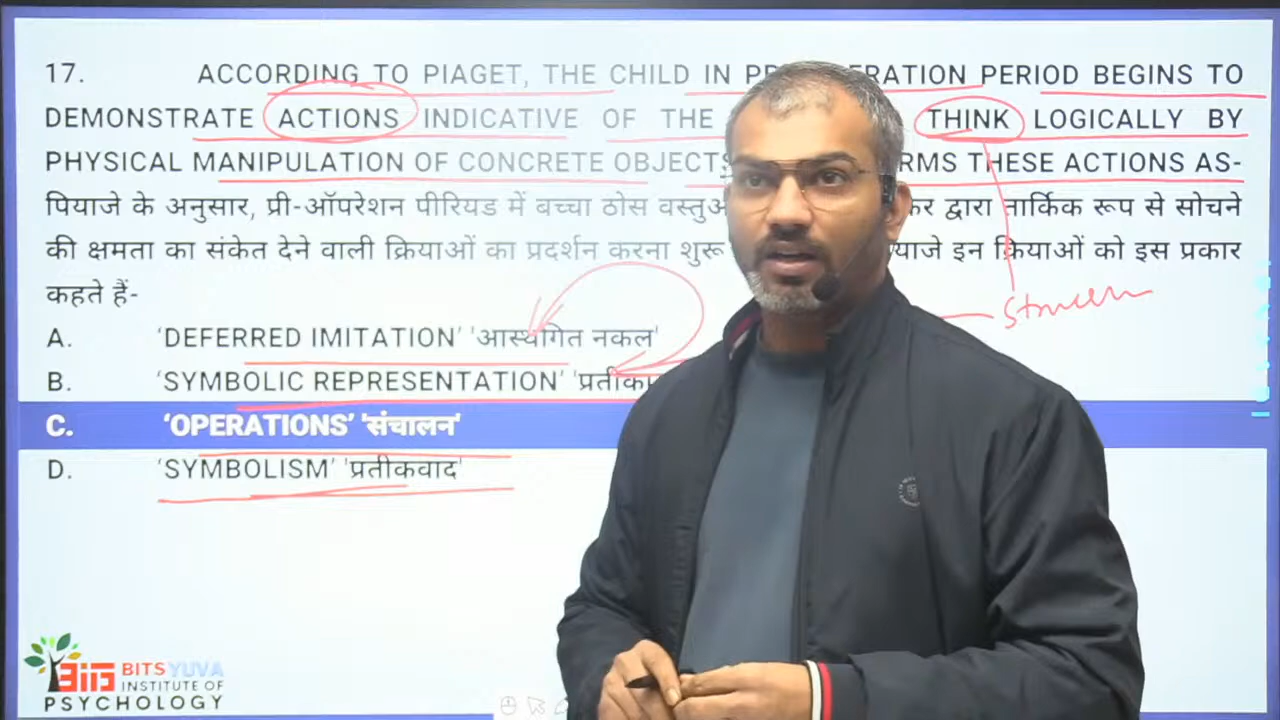 17. ACCORDING TO PIAGET, THE CHILD IN PR ERATION PERIOD BEGINS TO
DEMONSTRATE ACTIONS INDICATIVE OF THE THINK LOGICALLY BY
PHYSICAL MANIPULATION OF CONCRETE OBJECTS RMS THESE ACTIONS AS-
पियाजे के अनुसार, प्री-ऑपरेशन पीरियड में बच्चा ठोस कर द्वारा तार्किक रूप से सोचने
की क्षमता का संकेत देने वाली क्रियाओं का प्रदर्शन करना शुरू इन क्रियाओं को इस प्रकार
कहते हैं-
A. ‘DEFERRED IMITATION’ 'आस्थगित नकल'
B. ‘SYMBOLIC REPRESENTATION’
C. ‘OPERATIONS’ 'संचालन'
D. ‘SYMBOLISM’ 'प्रतीकवाद'
BITS YUVA
INSTITUTE OF
PSYCHOLOGY